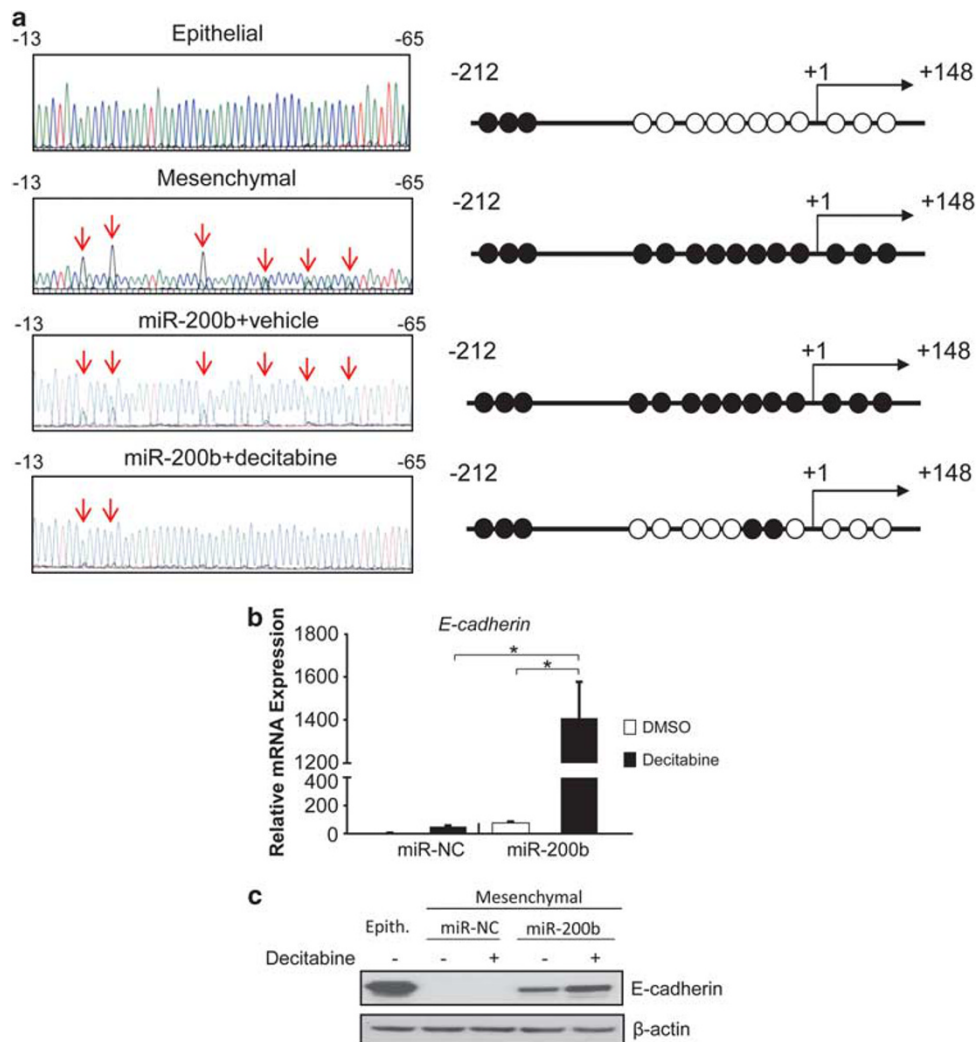 a
Epithelial
-13 -65
-212 +1 +148
Mesenchymal
-13 -65
-212 +1 +148
miR-200b+vehicle
-13 -65
-212 +1 +148
miR-200b+decitabine
-13 -65
-212 +1 +148
b
E-cadherin
Relative mRNA Expression
1800
1600
1400
1200
400
200
0
* 
*
DMSO
Decitabine
miR-NC miR-200b
c
Mesenchymal
Epith. miR-NC miR-200b
Decitabine - - + - +
E-cadherin
β-actin